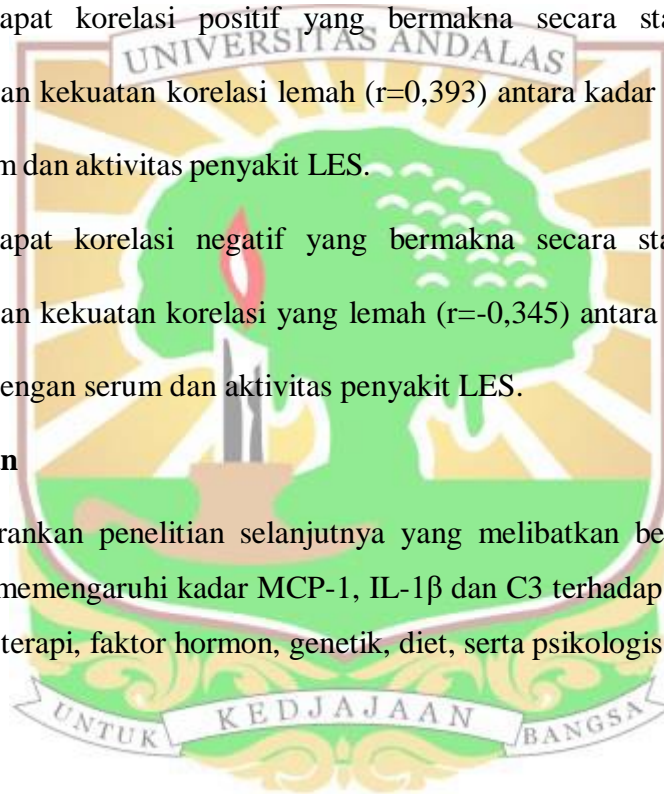 apat korelasi positif yang bermakna secara sta
UNIVERSITAS ANDALAS
an kekuatan korelasi lemah (r=0,393) antara kadar
m dan aktivitas penyakit LES.
apat korelasi negatif yang bermakna secara sta
an kekuatan korelasi yang lemah (r=-0,345) antara
engan serum dan aktivitas penyakit LES.
n
rankan penelitian selanjutnya yang melibatkan be
memengaruhi kadar MCP-1, IL-1β dan C3 terhadap
terapi, faktor hormon, genetik, diet, serta psikologis
UNTUK KEDJAJAAN BANGSA